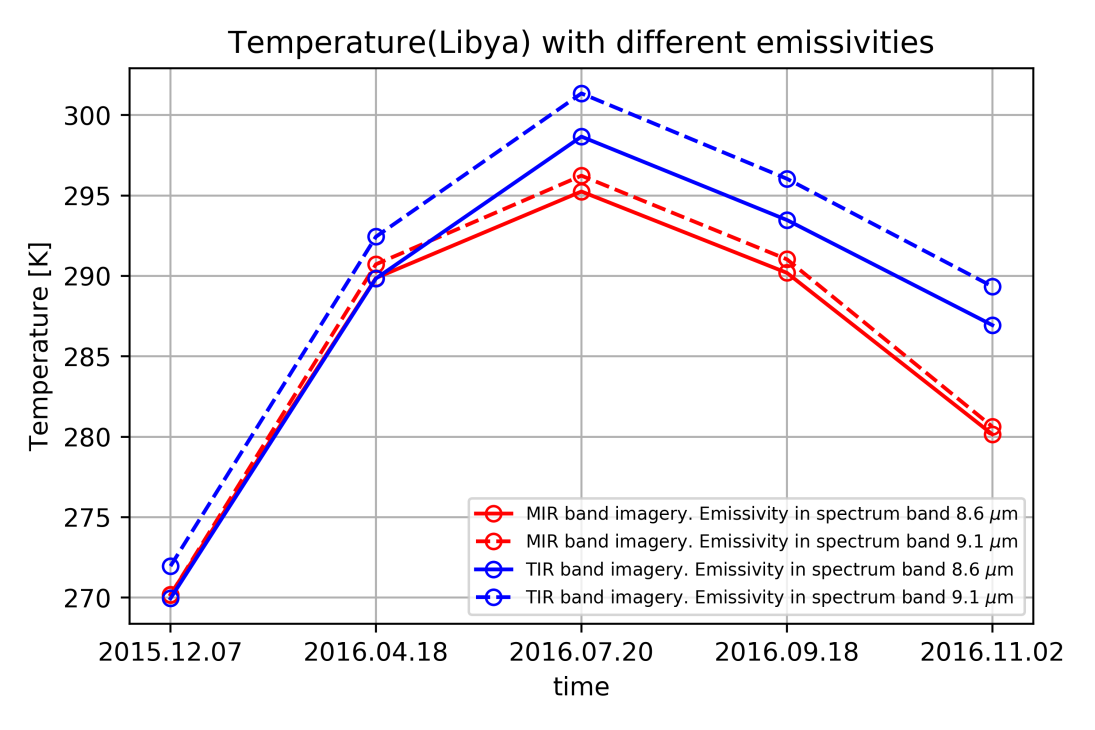 Temperature(Libya) with different emissivities
Temperature [K]
300
295
290
285
280
275
270
MIR band imagery. Emissivity in spectrum band 8.6 μm
MIR band imagery. Emissivity in spectrum band 9.1 μm
TIR band imagery. Emissivity in spectrum band 8.6 μm
TIR band imagery. Emissivity in spectrum band 9.1 μm
2015.12.07 2016.04.18 2016.07.20 2016.09.18 2016.11.02
time